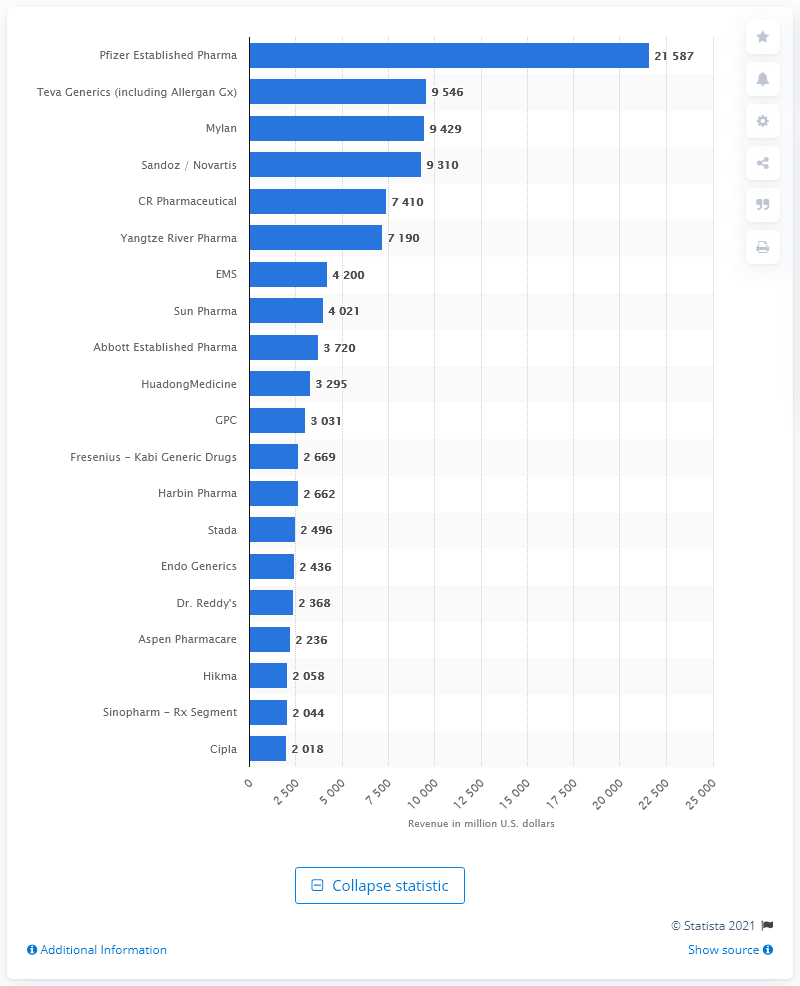 Pfizer Established Pharma 21 587
Teva Generics (including Allergan Gx) 9 546
Mylan 9 429
Sandoz / Novartis 9 310
CR Pharmaceutical 7 410
Yangtze River Pharma 7 190
EMS 4 200
Sun Pharma 4 021
Abbott Established Pharma 3 720
HuadongMedicine 3 295
GPC 3 031
Fresenius - Kabi Generic Drugs 2 669
Harbin Pharma 2 662
Stada 2 496
Endo Generics 2 436
Dr. Reddy's 2 368
Aspen Pharmacare 2 236
Hikma 2 058
Sinopharm - Rx Segment 2 044
Cipla 2 018
0 2 500 5 000 7 500 10 000 12 500 15 000 17 500 20 000 22 500 25 000
Revenue in million U.S. dollars
Collapse statistic
© Statista 2021
Additional Information Show source